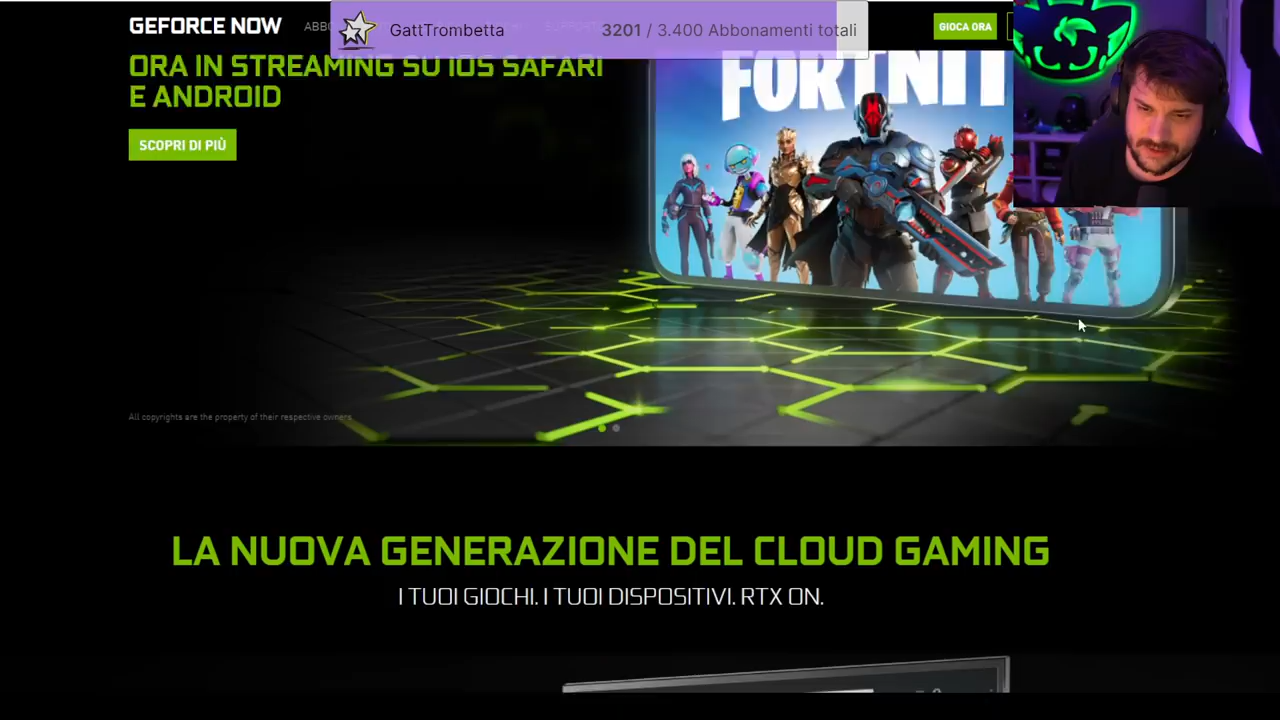 GEFORCE NOW
GattTrombetta
3201 / 3.400 Abbonamenti totali
GIOCA ORA
ORA IN STREAMING SU IOS SAFARI
E ANDROID
SCOPRI DI PIÙ
FORTNIT
All copyrights are the property of their respective owners
LA NUOVA GENERAZIONE DEL CLOUD GAMING
I TUOI GIOCHI. I TUOI DISPOSITIVI. RTX ON.